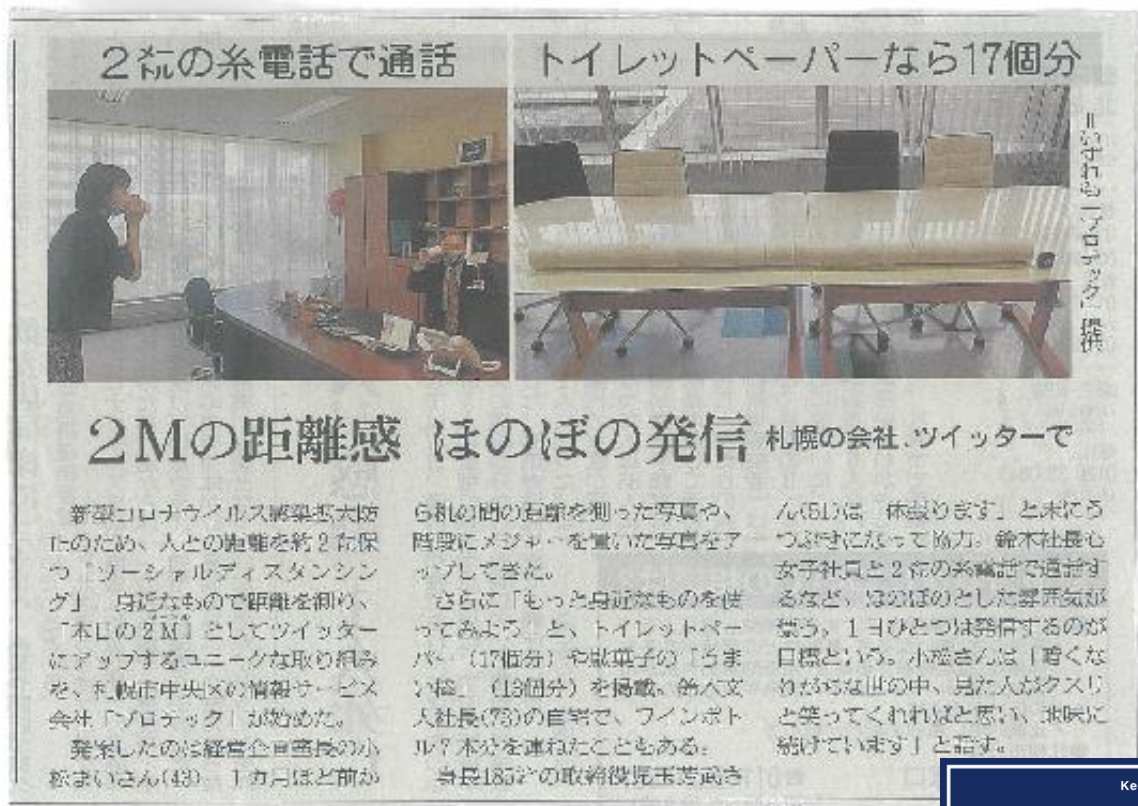 2㍍の糸電話で通話
トイレットペーパーなら17個分
=いずれも「プロテック」提供
2Mの距離感 ほのぼの発信 札幌の会社、ツイッターで
新型コロナウイルス感染拡大防
止のため、人との距離を約2㍍保
つ「ソーシャルディスタンシン
グ」 身近なもので距離を測り、
「本日の2M」としてツイッター
にアップするユニークな取り組み
を、札幌市中央区の情報サービス
会社「プロテック」が始めた。
発案したのは経営企画室長の小
松まいさん(43) 1カ月ほど前か
ら机の間の距離を測った写真や、
階段にメジャーを置いた写真をア
ップしてきた。
さらに「もっと身近なものを使
ってみよう」と、トイレットペー
パー(17個分)や駄菓子の「うま
い棒」(18個分)を掲載。鈴木文
人社長(73)の自宅で、ワインボト
ル7本分を連ねたこともある。
身長185㌢の取締役児玉芳武さ
ん(51)は「体張ります」と床にう
つぶせになって協力。鈴木社長も
女子社員と2㍍の糸電話で通話す
るなど、ほのぼのとした雰囲気が
漂う。1日ひとつは発信するのが
目標という。小松さんは「暗くな
りがちな世の中、見た人がクスリ
と笑ってくれればと思い、地味に
続けています」と話す。
Ke